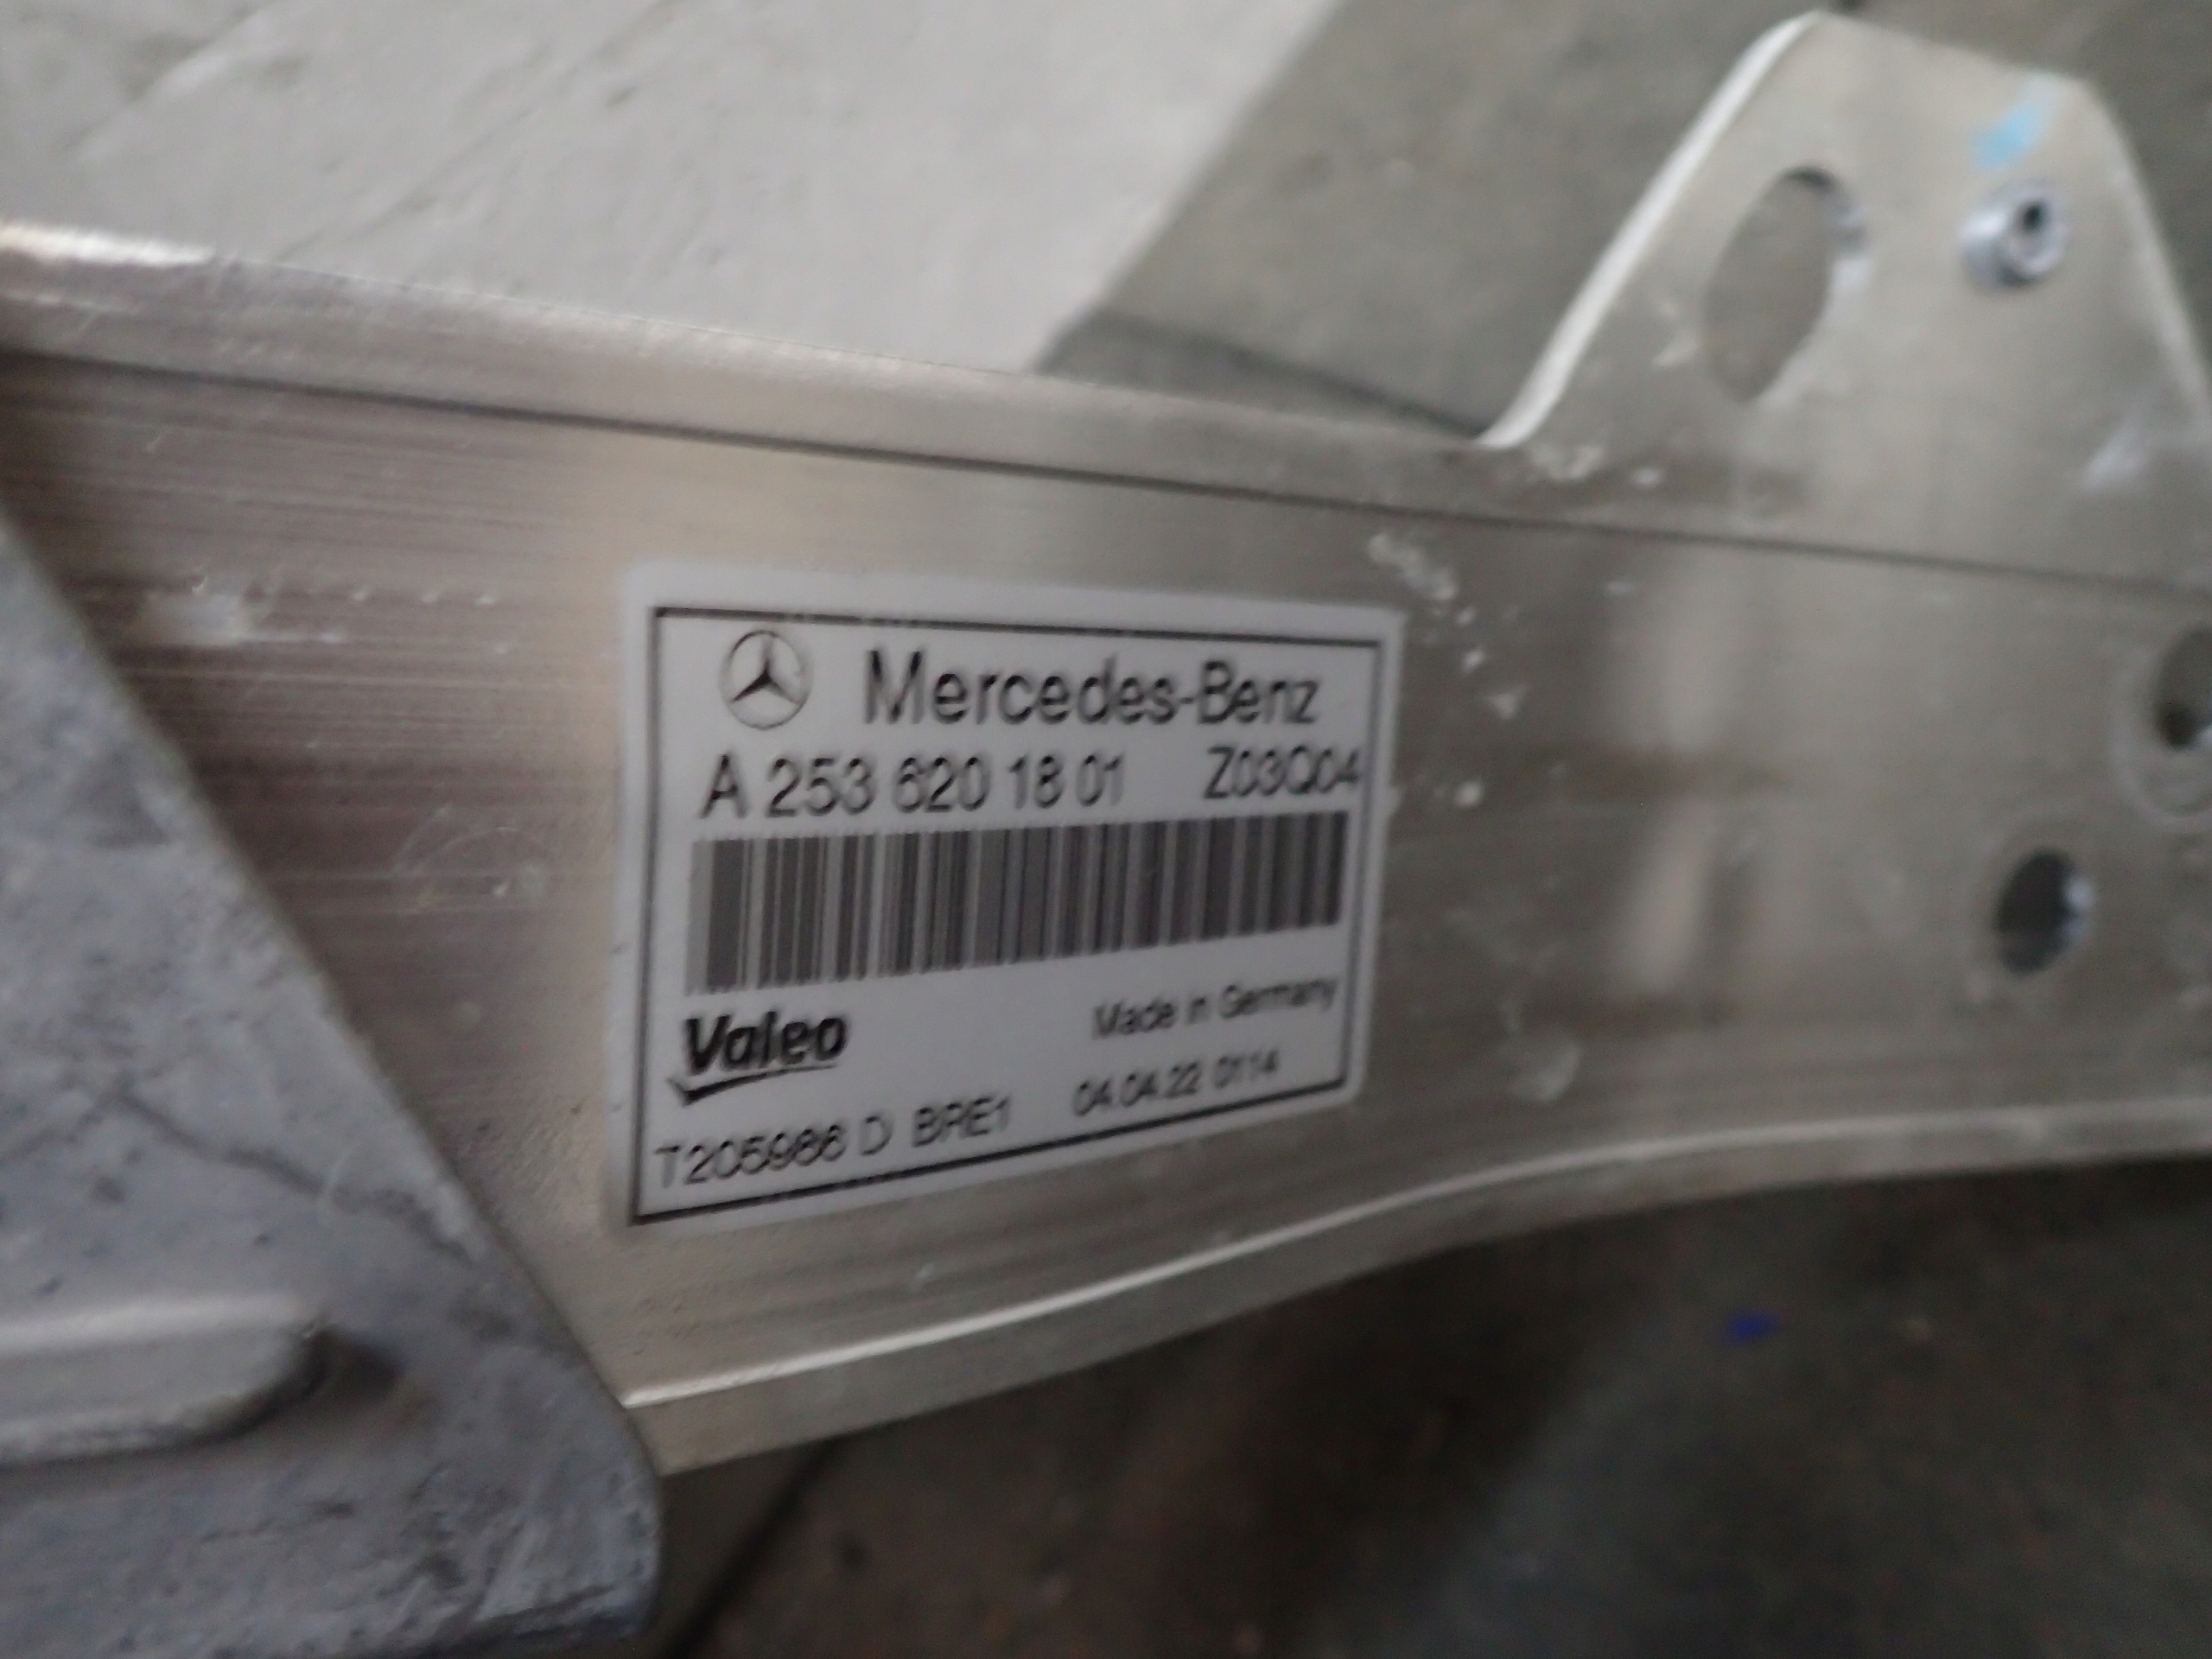 Mercedes-Benz
A 253 620 18 01 Z03Q04
Valeo
Made in Germany
T205986 D BRE1 04.04.22 0114